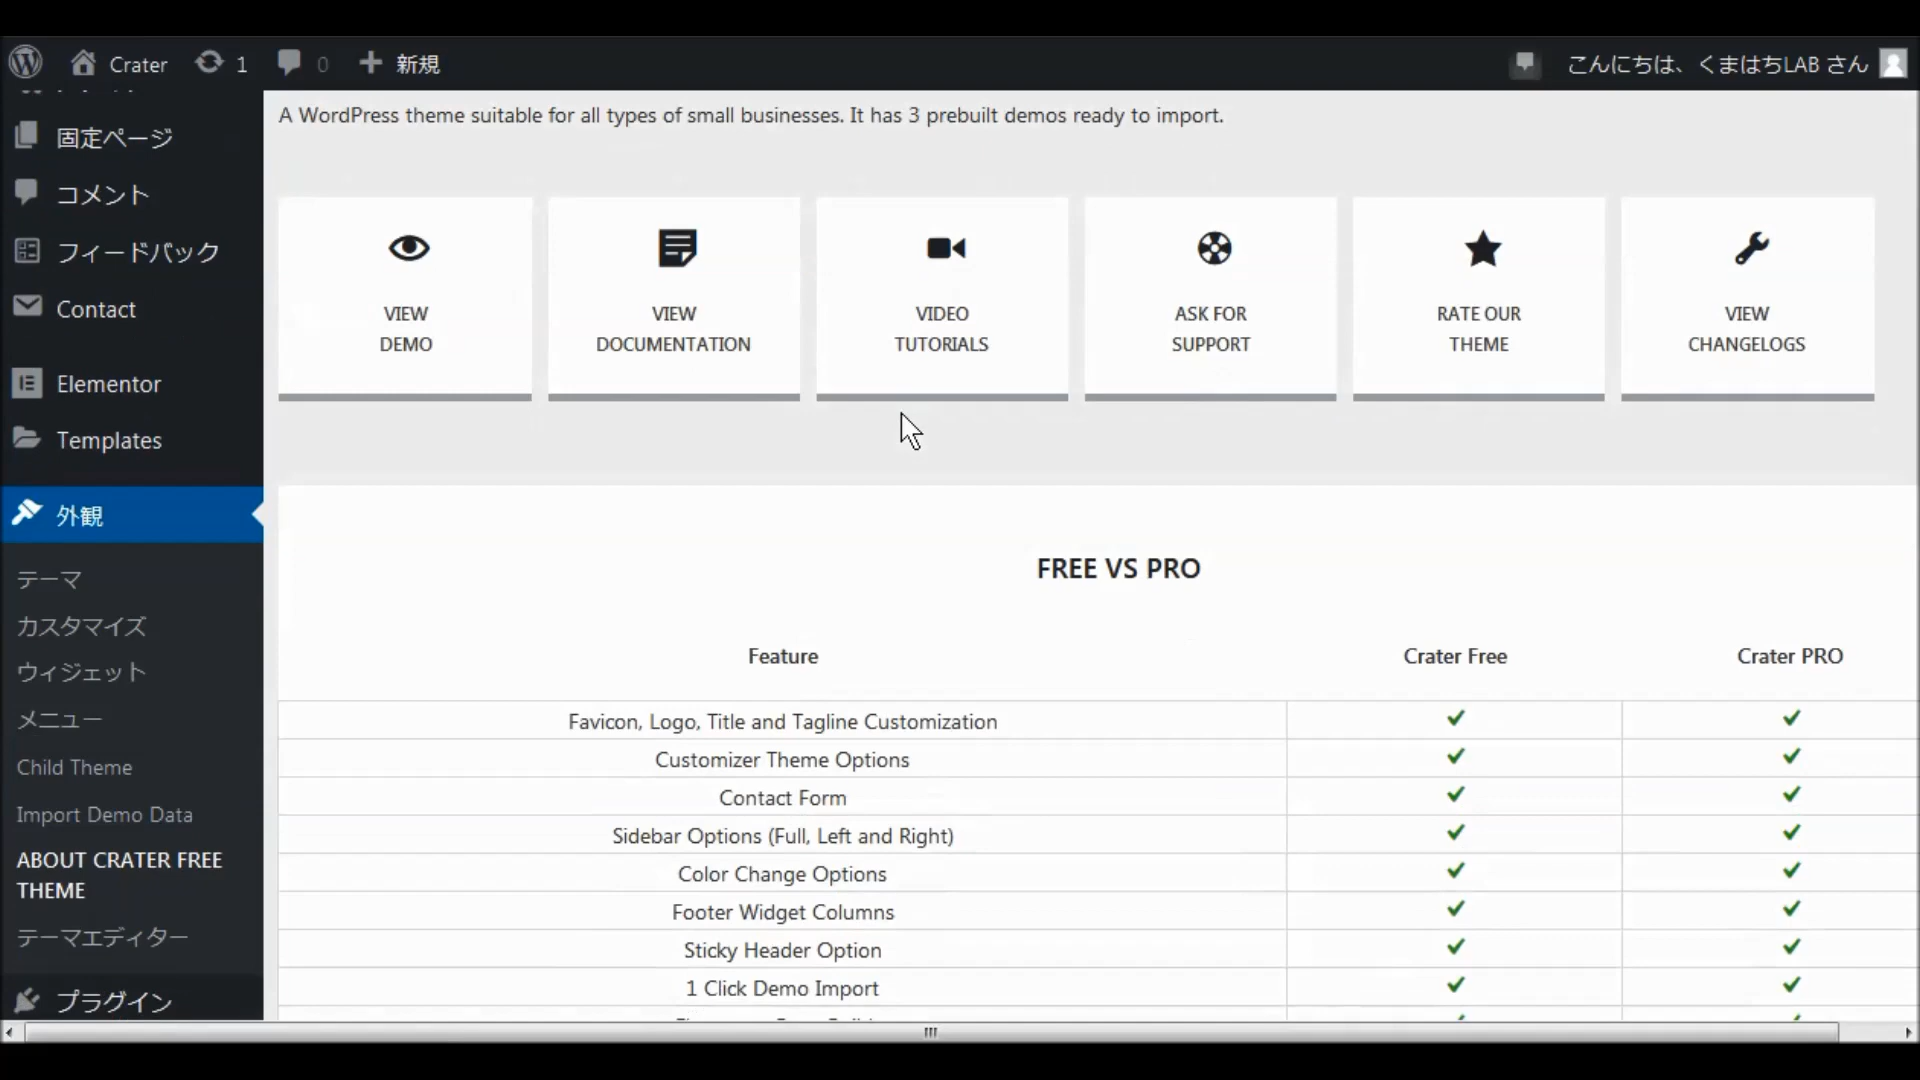 Crater
1
0
新規
こんにちは、くまはちLAB さん
固定ページ
コメント
フィードバック
Contact
Elementor
Templates
外観
テーマ
カスタマイズ
ウィジェット
メニュー
Child Theme
Import Demo Data
ABOUT CRATER FREE
THEME
テーマエディター
プラグイン
A WordPress theme suitable for all types of small businesses. It has 3 prebuilt demos ready to import.
VIEW
DEMO
VIEW
DOCUMENTATION
VIDEO
TUTORIALS
ASK FOR
SUPPORT
RATE OUR
THEME
VIEW
CHANGELOGS
FREE VS PRO
Feature Crater Free Crater PRO
Favicon, Logo, Title and Tagline Customization
Customizer Theme Options
Contact Form
Sidebar Options (Full, Left and Right)
Color Change Options
Footer Widget Columns
Sticky Header Option
1 Click Demo Import